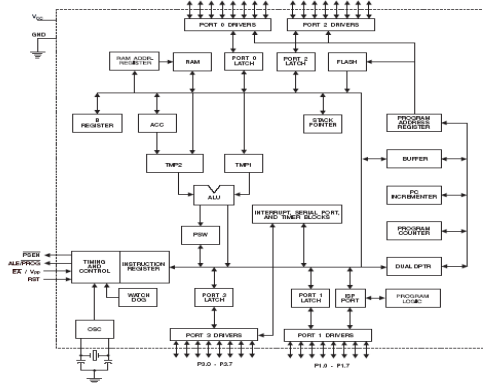 PORT 0 DRIVERS
PORT 2 DRIVERS
VCC
GND
RAM ADDR. REGISTER
RAM
PORT 0 LATCH
PORT 2 LATCH
FLASH
B REGISTER
ACC
STACK POINTER
PROGRAM ADDRESS REGISTER
BUFFER
TMP2
TMP1
ALU
PC INCREMENTER
INTERRUPT, SERIAL PORT, AND TIMER BLOCKS
PSW
PROGRAM COUNTER
PSEN
ALE/PROG
EA / VPP
RST
TIMING AND CONTROL
INSTRUCTION REGISTER
DUAL DPTR
WATCH DOG
PORT 3 LATCH
PORT 1 LATCH
ISP PORT
PROGRAM LOGIC
OSC
PORT 3 DRIVERS
PORT 1 DRIVERS
P3.0 - P3.7
P1.0 - P1.7